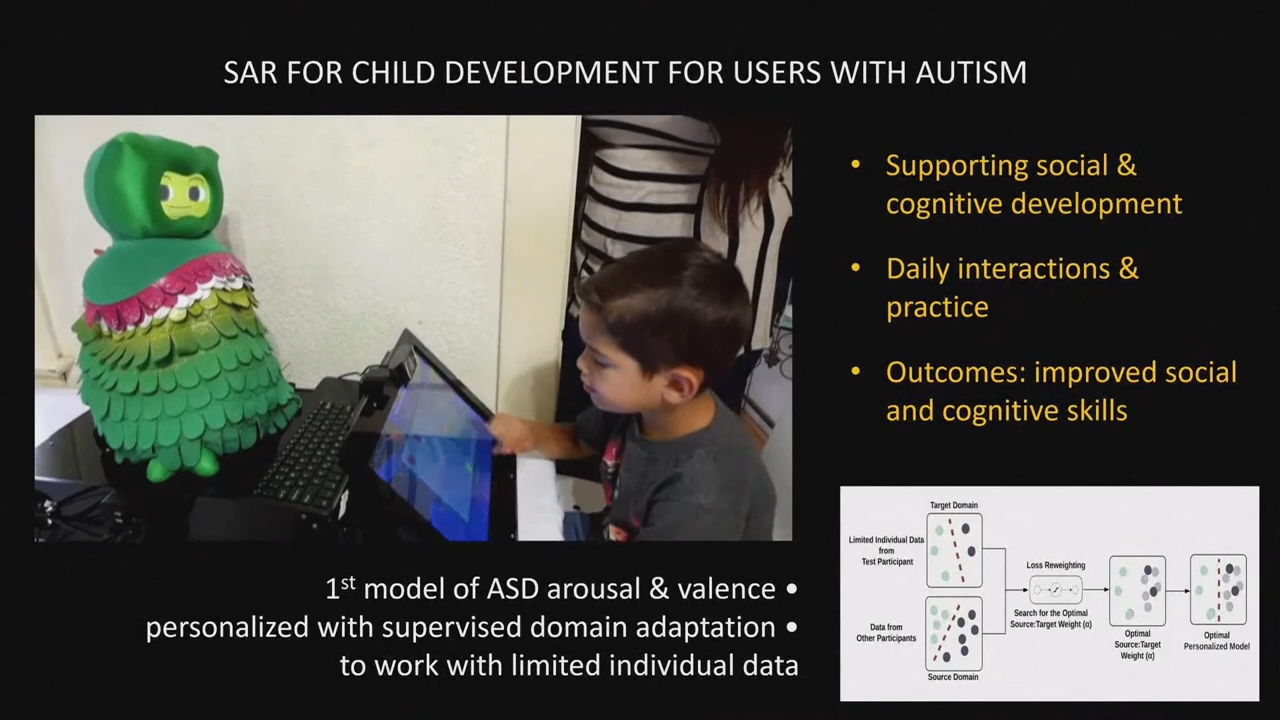 SAR FOR CHILD DEVELOPMENT FOR USERS WITH AUTISM
• Supporting social &
cognitive development
• Daily interactions &
practice
• Outcomes: improved social
and cognitive skills
1st model of ASD arousal & valence •
personalized with supervised domain adaptation •
to work with limited individual data
Target Domain
Limited Individual Data
from
Test Participant
Data from
Other Participants
Source Domain
Loss Reweighting
Search for the Optimal
Source:Target Weight (α)
Optimal
Source:Target
Weight (α)
Optimal
Personalized Model